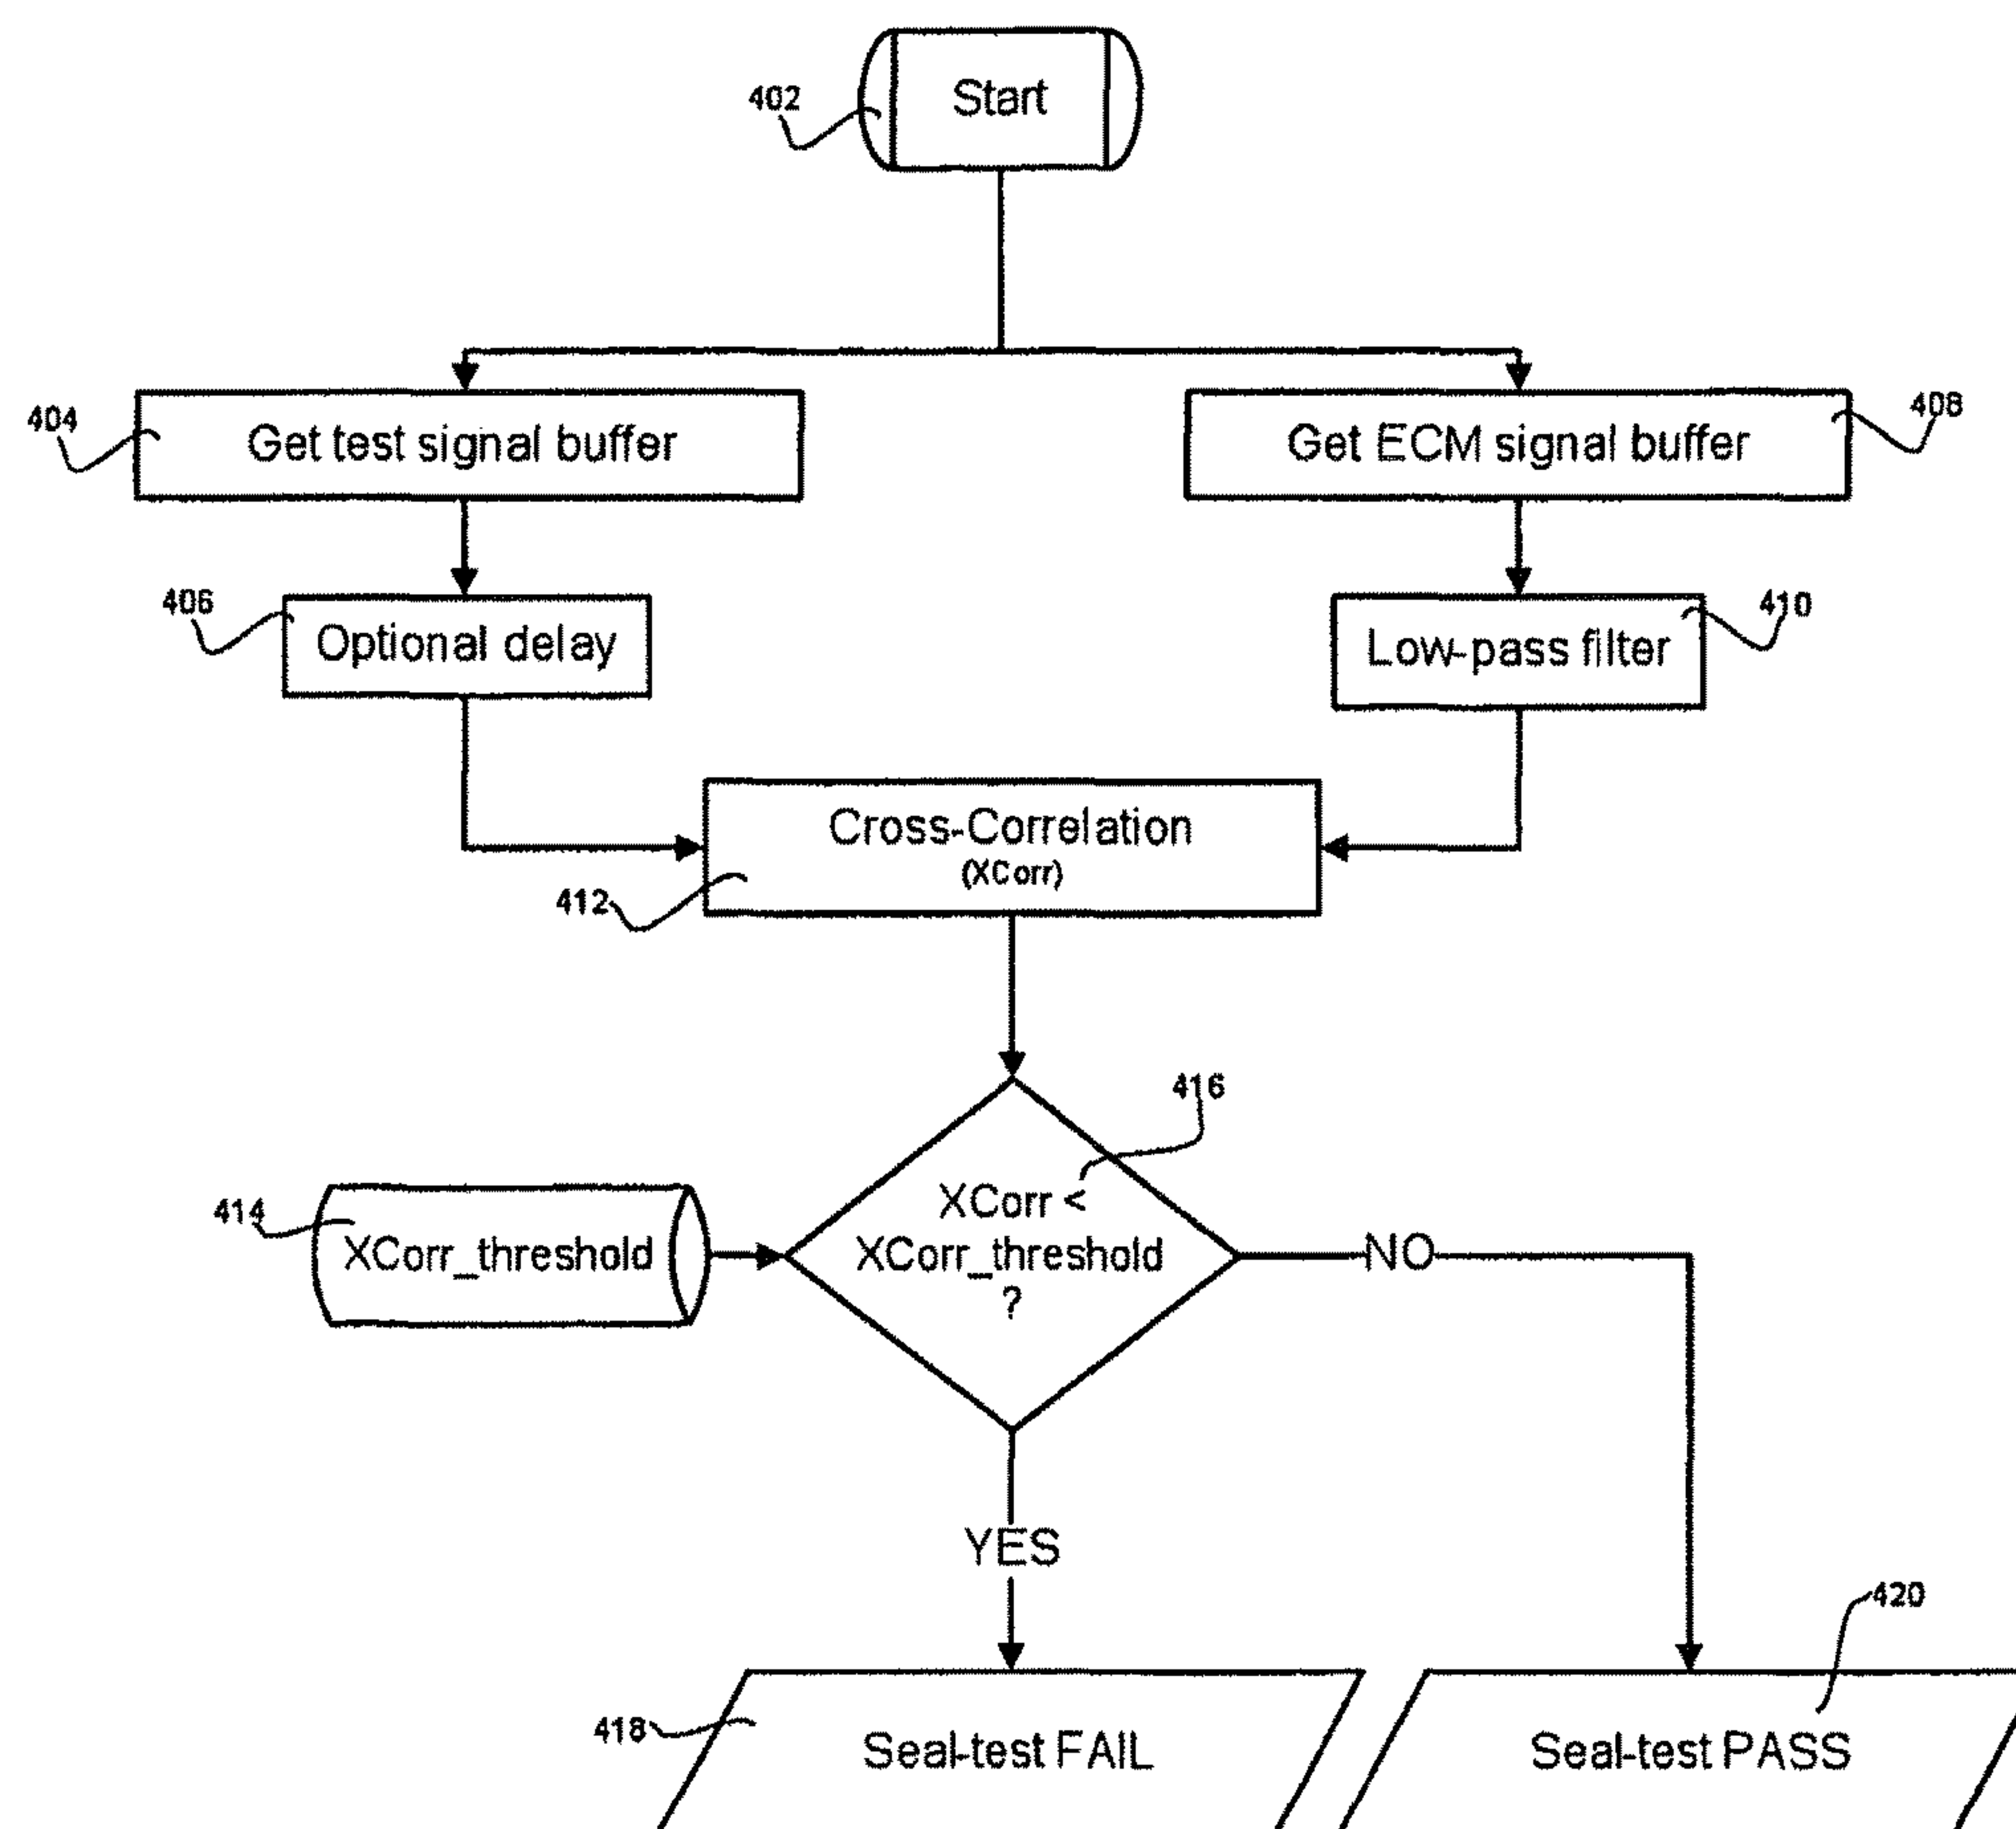 402
Start
404
Get test signal buffer
Get ECM signal buffer
408
406
Optional delay
Low-pass filter
410
Cross-Correlation
(XCorr)
412
416
414
XCorr_threshold
XCorr <
XCorr_threshold
?
NO
YES
420
418
Seal-test FAIL
Seal-test PASS